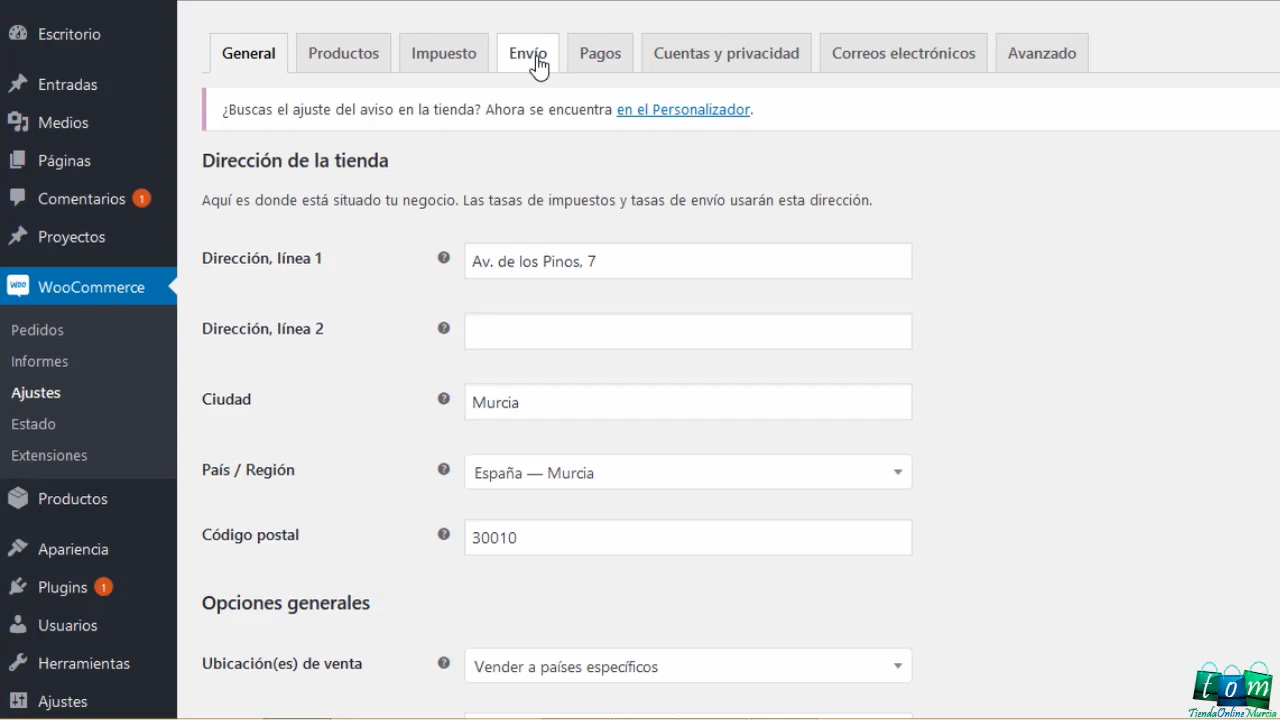 Escritorio
Entradas
Medios
Páginas
Comentarios 1
Proyectos
woo WooCommerce
Pedidos
Informes
Ajustes
Estado
Extensiones
Productos
Apariencia
Plugins 1
Usuarios
Herramientas
Ajustes
General Productos Impuesto Envío Pagos Cuentas y privacidad Correos electrónicos Avanzado
¿Buscas el ajuste del aviso en la tienda? Ahora se encuentra en el Personalizador.
Dirección de la tienda
Aquí es donde está situado tu negocio. Las tasas de impuestos y tasas de envío usarán esta dirección.
Dirección, línea 1 ? Av. de los Pinos, 7
Dirección, línea 2 ?
Ciudad ? Murcia
País / Región ? España — Murcia
Código postal ? 30010
Opciones generales
Ubicación(es) de venta ? Vender a países específicos
tom
TiendaOnlineMurcia